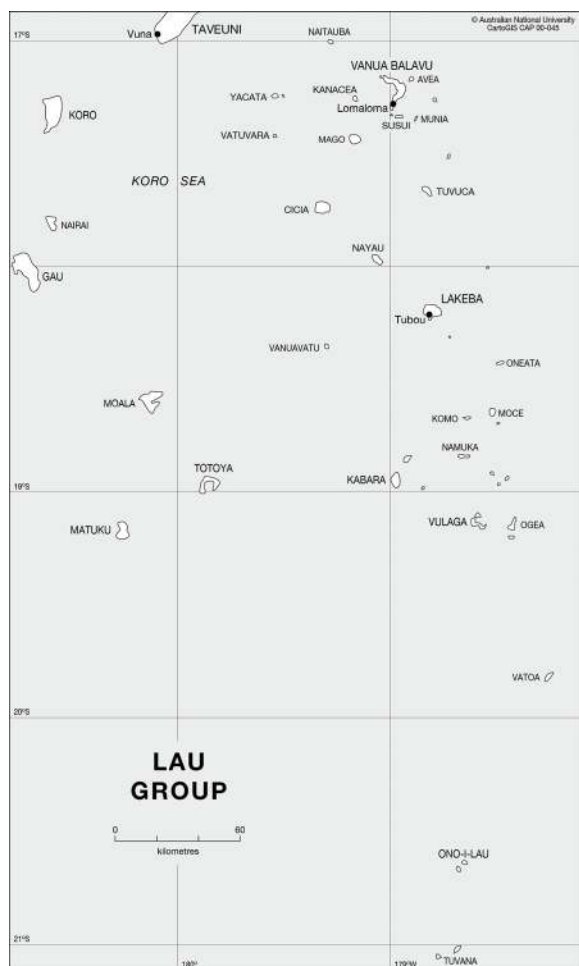 © Australian National University
CartoGIS CAP 00-045
17°S
Vuna
TAVEUNI
NAITAUBA
VANUA BALAVU
AVEA
YACATA
KANACEA
Lomaloma
KORO
SUSUI
MUNIA
VATUVARA
MAGO
KORO SEA
TUVUCA
CICIA
NAIRAI
NAYAU
GAU
LAKEBA
Tubou
VANUAVATU
ONEATA
MOALA
KOMO
MOCE
NAMUKA
TOTOYA
KABARA
19°S
MATUKU
VULAGA
OGEA
VATOA
20°S
LAU
GROUP
0 60
kilometres
ONO-I-LAU
21°S
TUVANA
180°
179°W